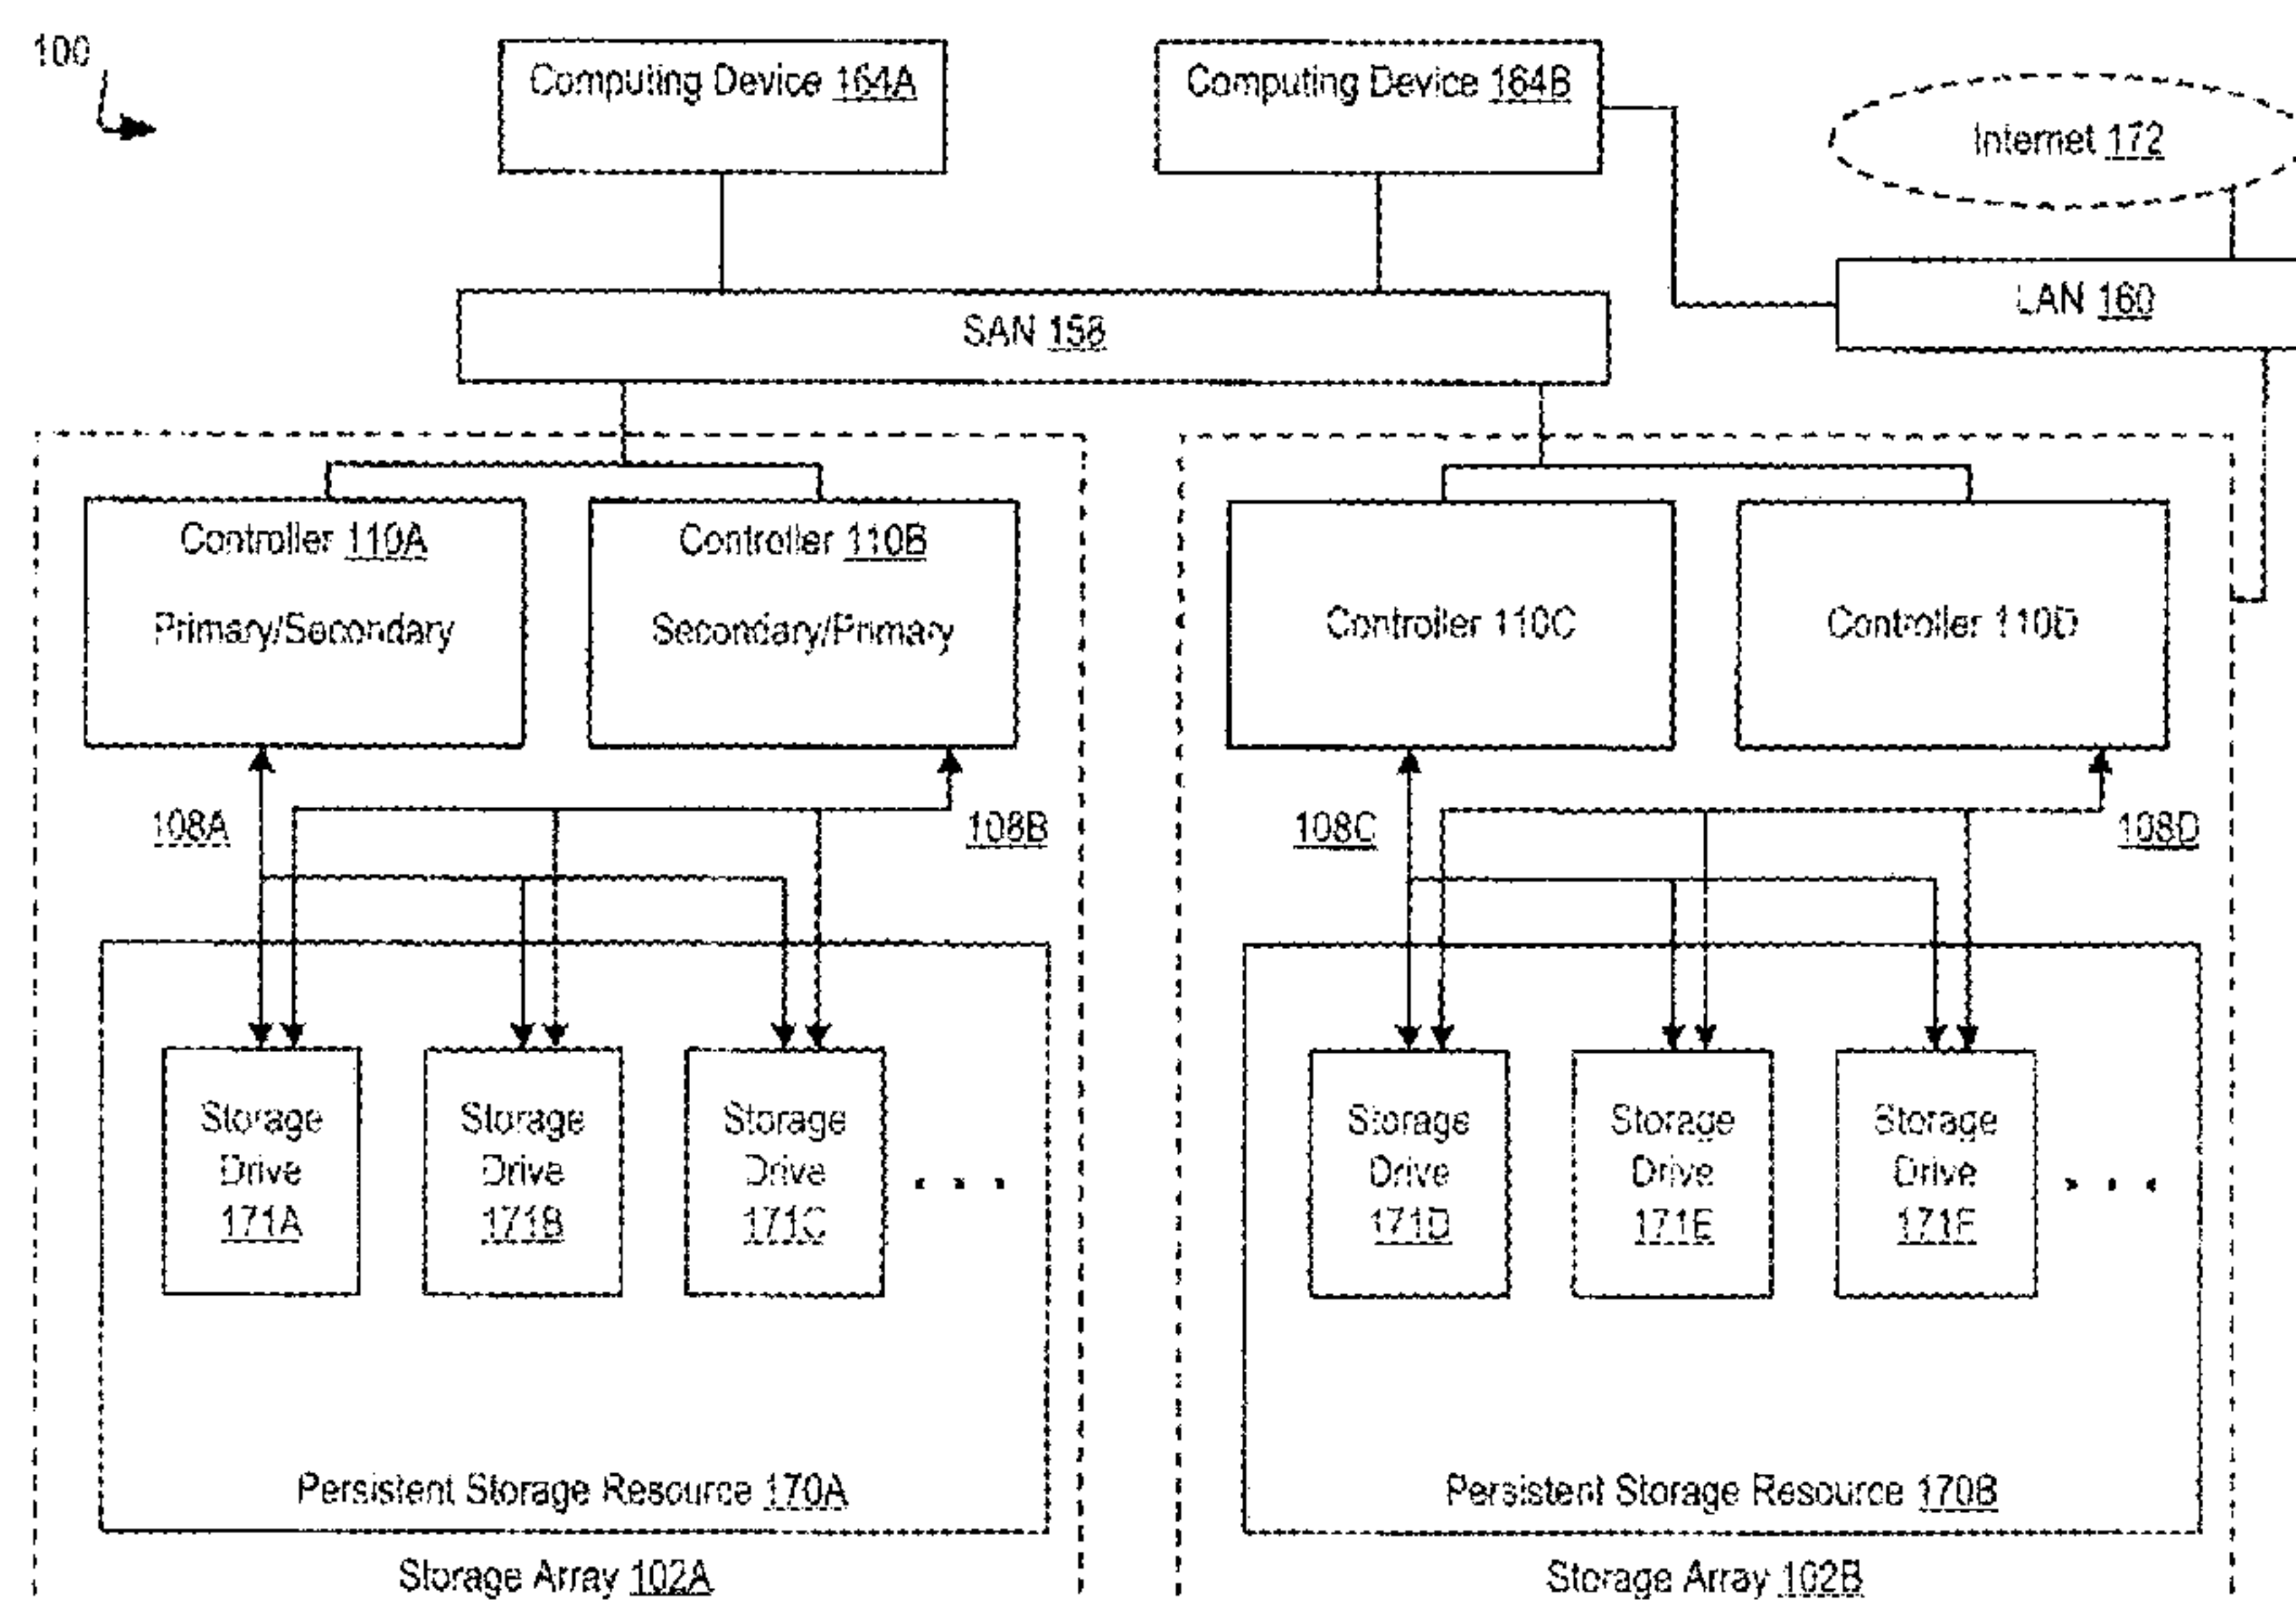 100
Computing Device 164A
Computing Device 164B
Internet 172
LAN 160
SAN 158
Controller 110A
Primary/Secondary
Controller 110B
Secondary/Primary
Controller 110C
Controller 110D
108A
108B
108C
108D
Storage
Drive
171A
Storage
Drive
171B
Storage
Drive
171C
. . .
Storage
Drive
171D
Storage
Drive
171E
Storage
Drive
171F
. . .
Persistent Storage Resource 170A
Persistent Storage Resource 170B
Storage Array 102A
Storage Array 102B